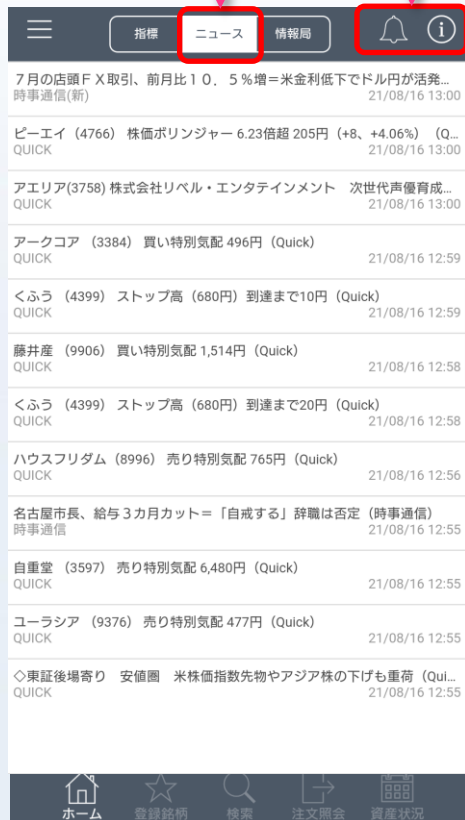 指標 ニュース 情報局
7月の店頭FX取引、前月比10.5%増=米金利低下でドル円が活発...
時事通信(新) 21/08/16 13:00
ピーエイ（4766） 株価ボリンジャー 6.23倍超 205円（+8、+4.06%）（Q...
QUICK 21/08/16 13:00
アエリア(3758) 株式会社リベル・エンタテインメント 次世代声優育成...
QUICK 21/08/16 13:00
アークコア （3384） 買い特別気配 496円（Quick）
QUICK 21/08/16 12:59
くふう （4399） ストップ高（680円）到達まで10円（Quick）
QUICK 21/08/16 12:59
藤井産 （9906） 買い特別気配 1,514円（Quick）
QUICK 21/08/16 12:58
くふう （4399） ストップ高（680円）到達まで20円（Quick）
QUICK 21/08/16 12:58
ハウスフリダム（8996） 売り特別気配 765円（Quick）
QUICK 21/08/16 12:56
名古屋市長、給与3カ月カット=「自戒する」辞職は否定（時事通信）
時事通信 21/08/16 12:55
自重堂 （3597） 売り特別気配 6,480円（Quick）
QUICK 21/08/16 12:55
ユーラシア （9376） 売り特別気配 477円（Quick）
QUICK 21/08/16 12:55
◇東証後場寄り 安値圏 米株価指数先物やアジア株の下げも重荷（Qui...
QUICK 21/08/16 12:55
ホーム 登録銘柄 検索 注文照会 資産状況